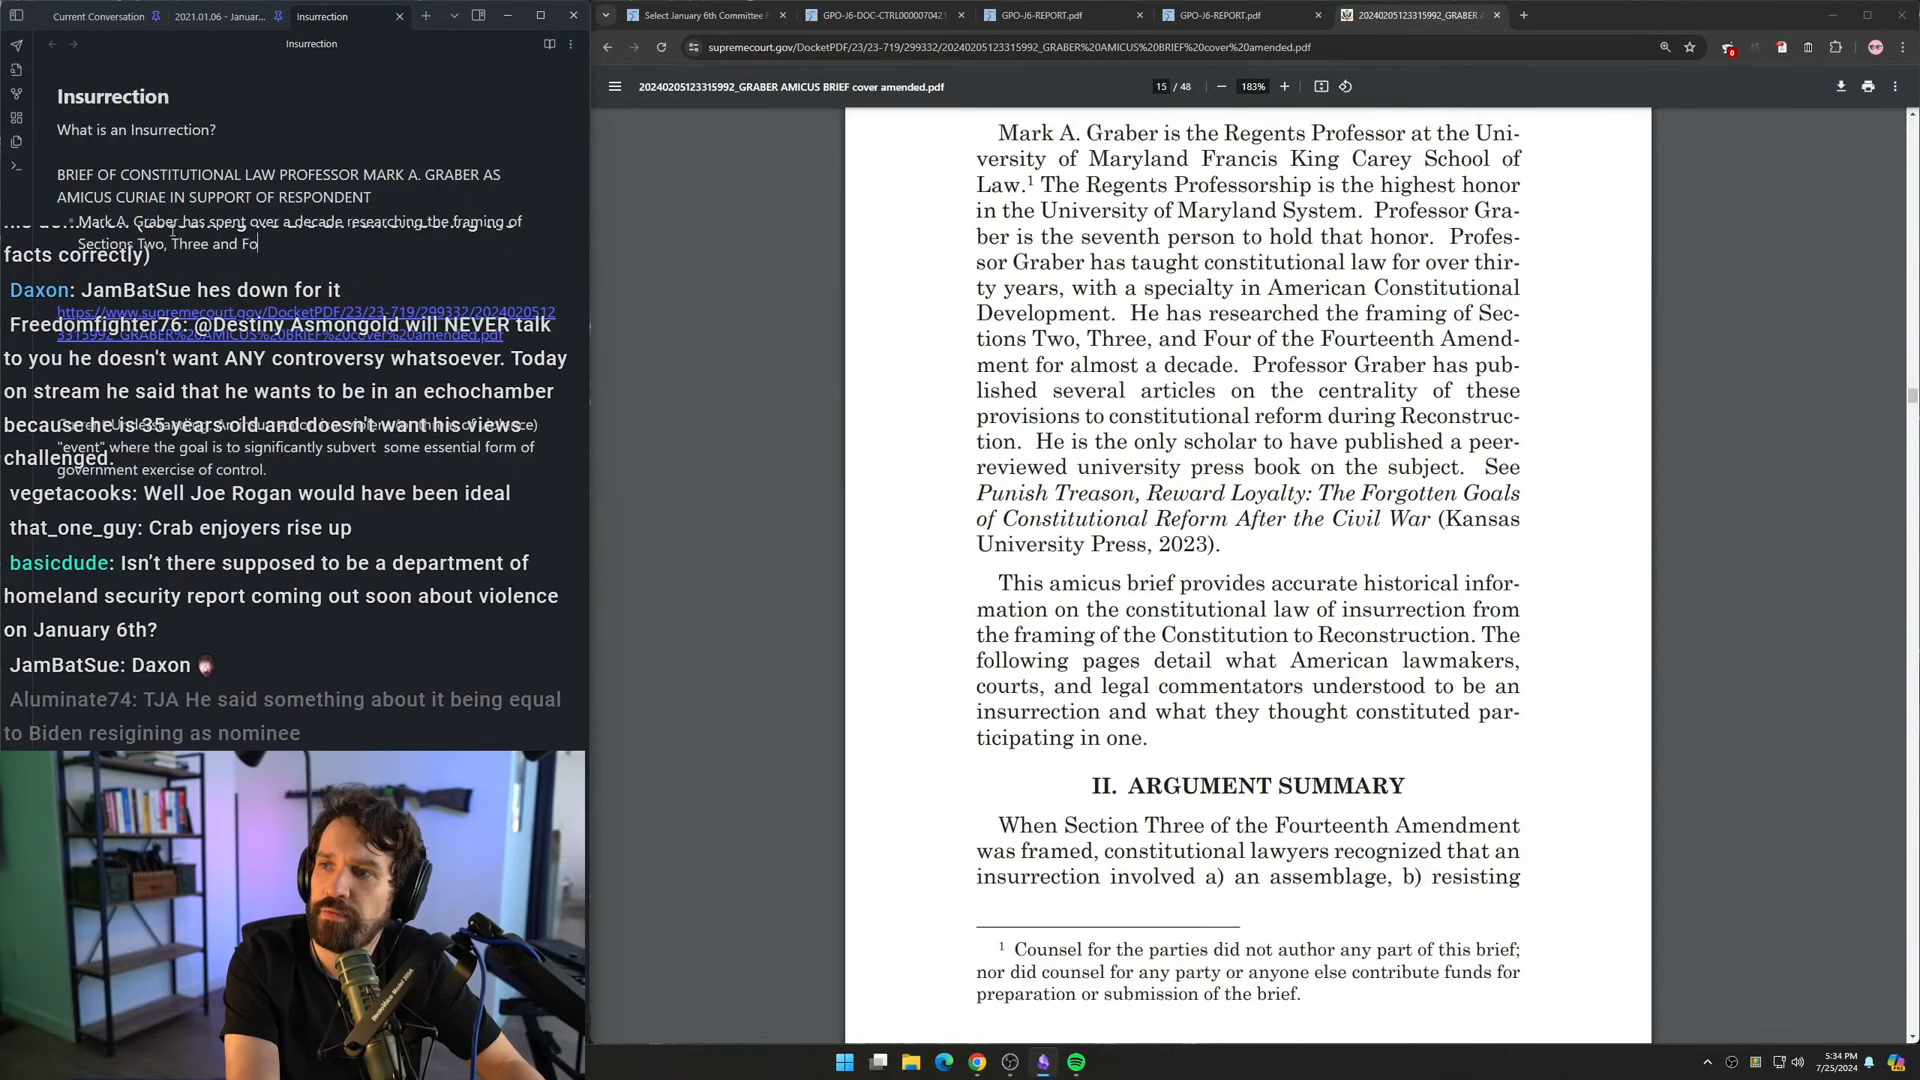 Current Conversation
2021.01.06 - Januar...
Insurrection
Insurrection
Insurrection
What is an Insurrection?
BRIEF OF CONSTITUTIONAL LAW PROFESSOR MARK A. GRABER AS
AMICUS CURIAE IN SUPPORT OF RESPONDENT
Mark A. Graber has spent over a decade researching the framing of
Sections Two, Three and Fo
facts correctly)
Daxon: JamBatSue hes down for it
https://www.supremecourt.gov/DocketPDF/23/23-719/299332/2024020512
3315992_GRABER%20AMICUS%20BRIEF%20cover%20amended.pdf
Freedomfighter76: @Destiny Asmongold will NEVER talk
to you he doesn't want ANY controversy whatsoever. Today
on stream he said that he wants to be in an echochamber
because he is 35 years old and doesn't want his views
challenged.
"event" where the goal is to significantly subvert some essential form of
government exercise of control.
vegetacooks: Well Joe Rogan would have been ideal
that_one_guy: Crab enjoyers rise up
basicdude: Isn’t there supposed to be a department of
homeland security report coming out soon about violence
on January 6th?
JamBatSue: Daxon
Aluminate74: TJA He said something about it being equal
to Biden resigining as nominee
Select January 6th Committee F
GPO-J6-DOC-CTRL0000070421
GPO-J6-REPORT.pdf
GPO-J6-REPORT.pdf
20240205123315992_GRABER A
supremecourt.gov/DocketPDF/23/23-719/299332/20240205123315992_GRABER%20AMICUS%20BRIEF%20cover%20amended.pdf
20240205123315992_GRABER AMICUS BRIEF cover amended.pdf
15 / 48
183%
Mark A. Graber is the Regents Professor at the Uni-
versity of Maryland Francis King Carey School of
Law.1 The Regents Professorship is the highest honor
in the University of Maryland System. Professor Gra-
ber is the seventh person to hold that honor. Profes-
sor Graber has taught constitutional law for over thir-
ty years, with a specialty in American Constitutional
Development. He has researched the framing of Sec-
tions Two, Three, and Four of the Fourteenth Amend-
ment for almost a decade. Professor Graber has pub-
lished several articles on the centrality of these
provisions to constitutional reform during Reconstruc-
tion. He is the only scholar to have published a peer-
reviewed university press book on the subject. See
Punish Treason, Reward Loyalty: The Forgotten Goals
of Constitutional Reform After the Civil War (Kansas
University Press, 2023).
This amicus brief provides accurate historical infor-
mation on the constitutional law of insurrection from
the framing of the Constitution to Reconstruction. The
following pages detail what American lawmakers,
courts, and legal commentators understood to be an
insurrection and what they thought constituted par-
ticipating in one.
II. ARGUMENT SUMMARY
When Section Three of the Fourteenth Amendment
was framed, constitutional lawyers recognized that an
insurrection involved a) an assemblage, b) resisting
1 Counsel for the parties did not author any part of this brief;
nor did counsel for any party or anyone else contribute funds for
preparation or submission of the brief.
5:34 PM
7/25/2024